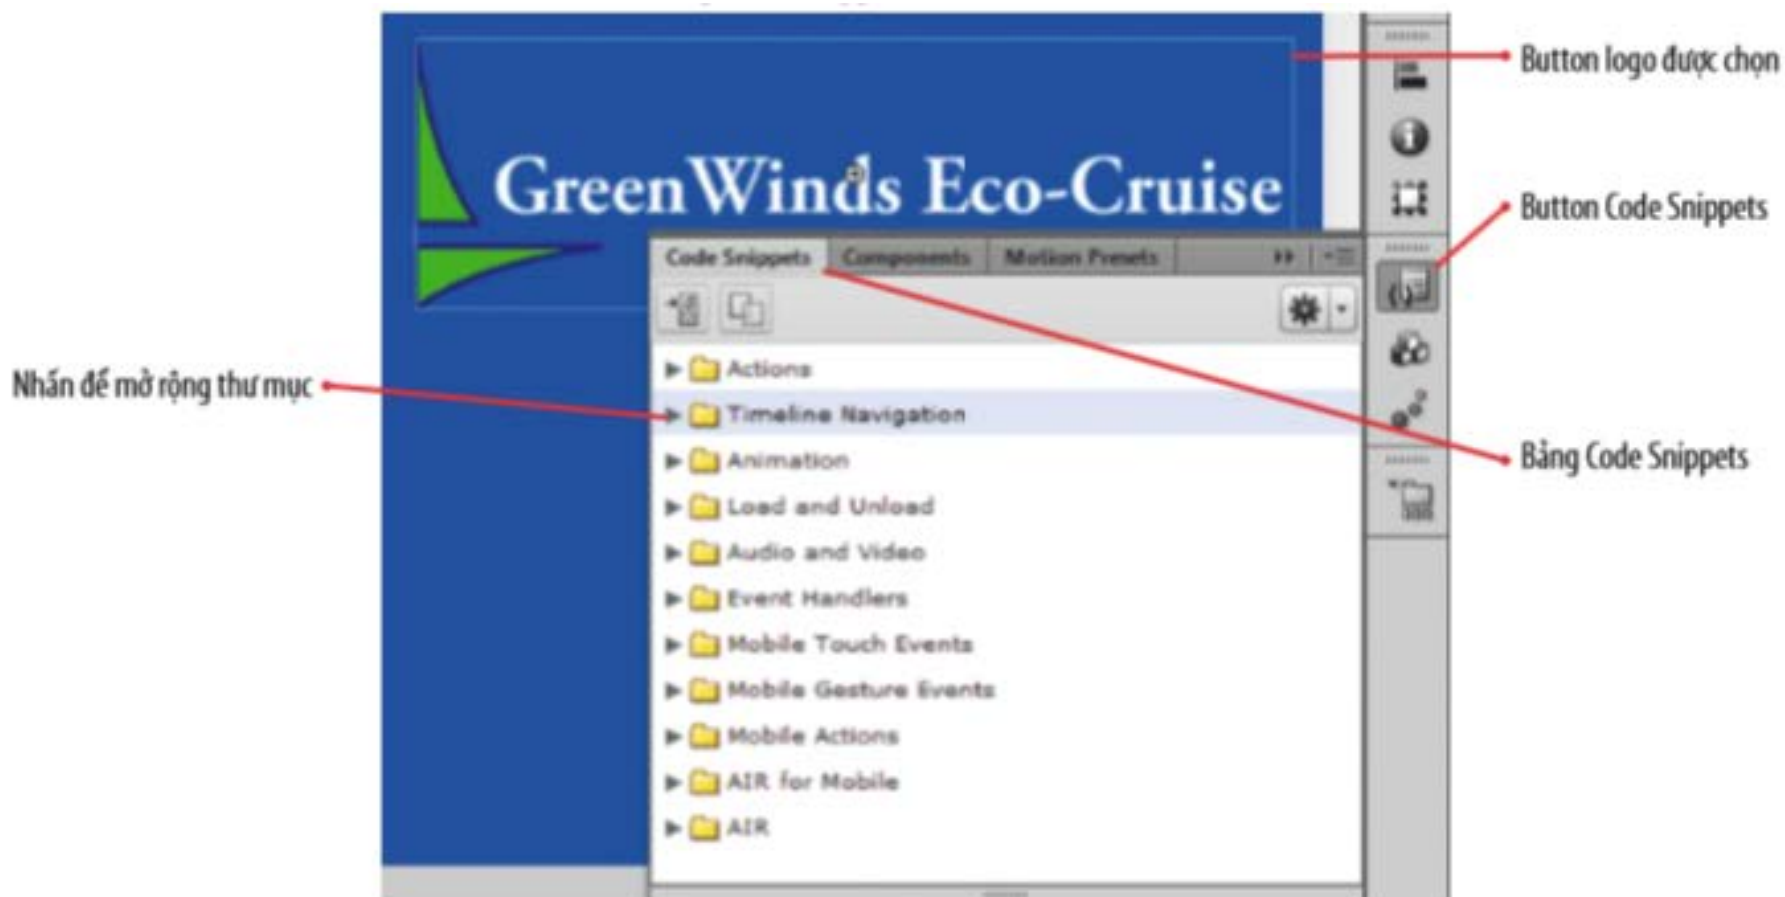 Button logo được chọn
GreenWinds Eco-Cruise
Button Code Snippets
Code Snippets Components Motion Presets
Actions
Nhấn để mở rộng thư mục
Timeline Navigation
Animation
Bảng Code Snippets
Load and Unload
Audio and Video
Event Handlers
Mobile Touch Events
Mobile Gesture Events
Mobile Actions
AIR for Mobile
AIR